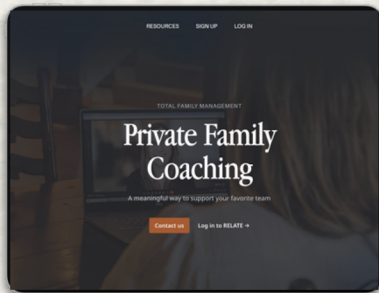 RESOURCES SIGN UP LOG IN
TOTAL FAMILY MANAGEMENT
Private Family
Coaching
A meaningful way to support your favorite team
Contact us Log in to RELATE →